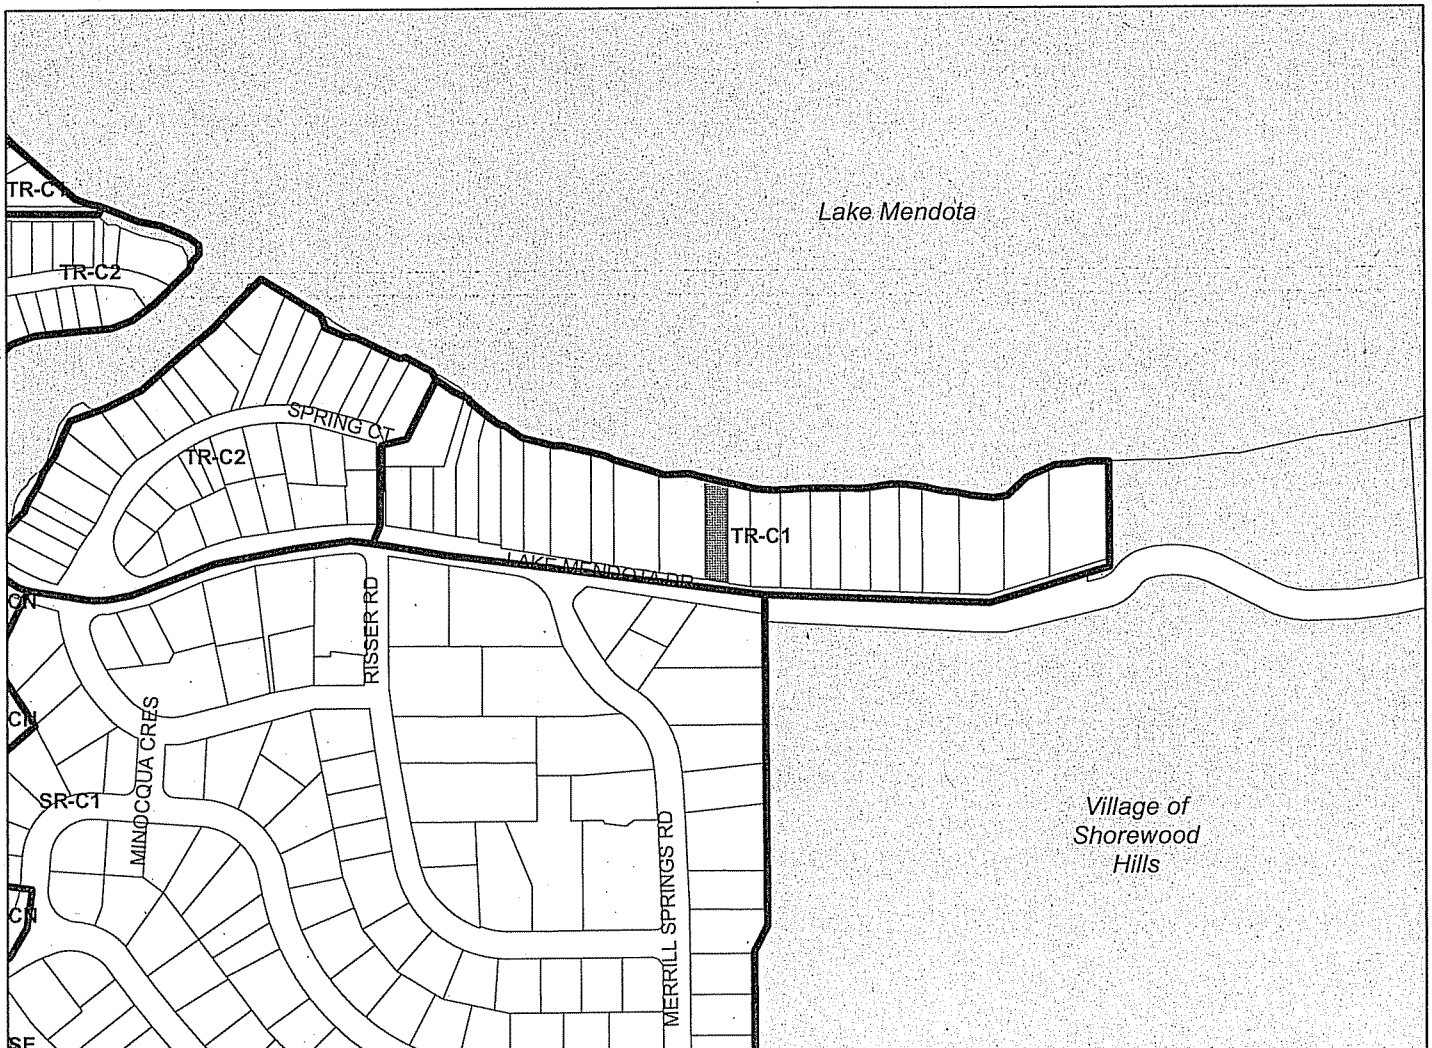 TR-C1
Lake Mendota
TR-C2
SPRING CT
TR-C2
TR-C1
LAKE MENDOTA DR
CN
RISSER RD
CN
MINOCQUA CRES
SR-C1
Village of
Shorewood
Hills
MERRILL SPRINGS RD
CN